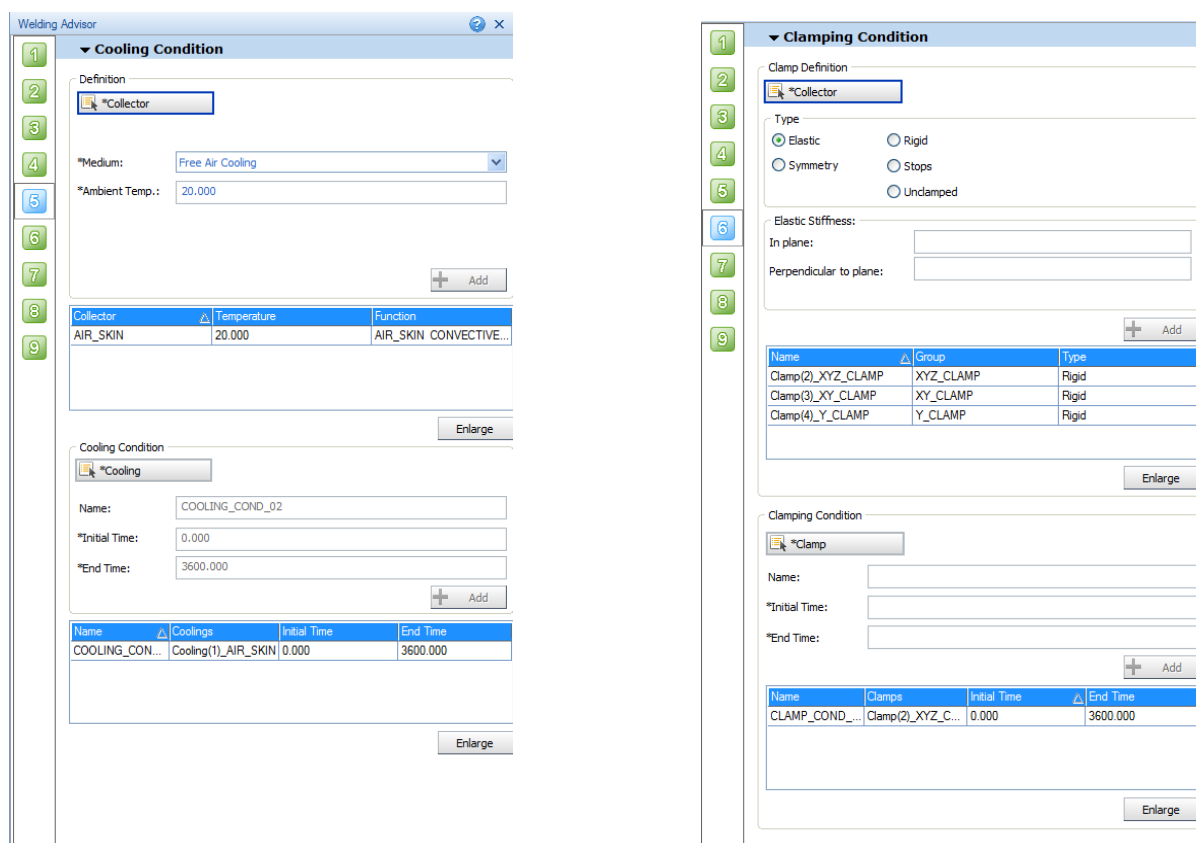 Welding Advisor
1
2
3
4
5
6
7
8
9
Cooling Condition
Definition
*Collector
*Medium: Free Air Cooling
*Ambient Temp.: 20.000
Add
Collector Temperature Function
AIR_SKIN 20.000 AIR_SKIN CONVECTIVE...
Enlarge
Cooling Condition
*Cooling
Name: COOLING_COND_02
*Initial Time: 0.000
*End Time: 3600.000
Add
Name Coolings Initial Time End Time
COOLING_CON... Cooling(1)_AIR_SKIN 0.000 3600.000
Enlarge
1
2
3
4
5
6
7
8
9
Clamping Condition
Clamp Definition
*Collector
Type
Elastic Rigid
Symmetry Stops
Unclamped
Elastic Stiffness:
In plane:
Perpendicular to plane:
Add
Name Group Type
Clamp(2)_XYZ_CLAMP XYZ_CLAMP Rigid
Clamp(3)_XY_CLAMP XY_CLAMP Rigid
Clamp(4)_Y_CLAMP Y_CLAMP Rigid
Enlarge
Clamping Condition
*Clamp
Name:
*Initial Time:
*End Time:
Add
Name Clamps Initial Time End Time
CLAMP_COND_... Clamp(2)_XYZ_C... 0.000 3600.000
Enlarge